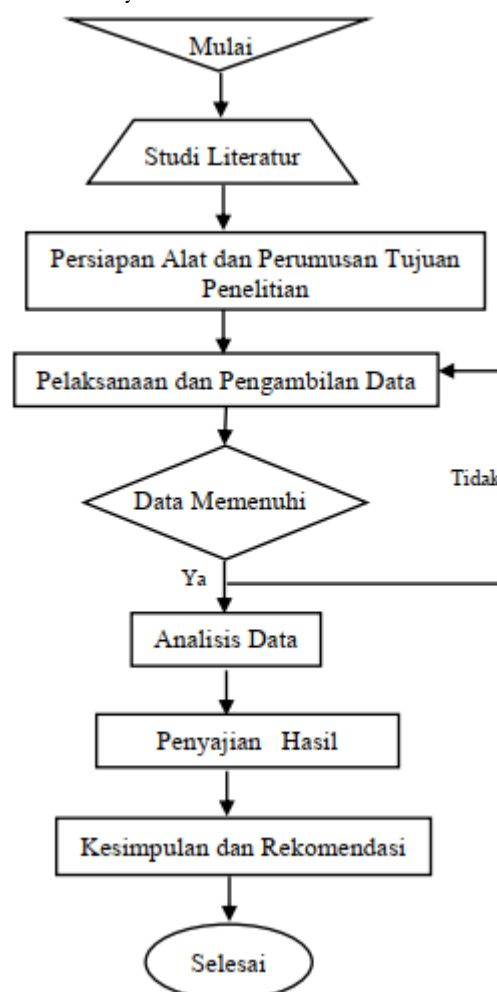 Mulai
Studi Literatur
Persiapan Alat dan Perumusan Tujuan
Penelitian
Pelaksanaan dan Pengambilan Data
Data Memenuhi
Tidak
Ya
Analisis Data
Penyajian Hasil
Kesimpulan dan Rekomendasi
Selesai